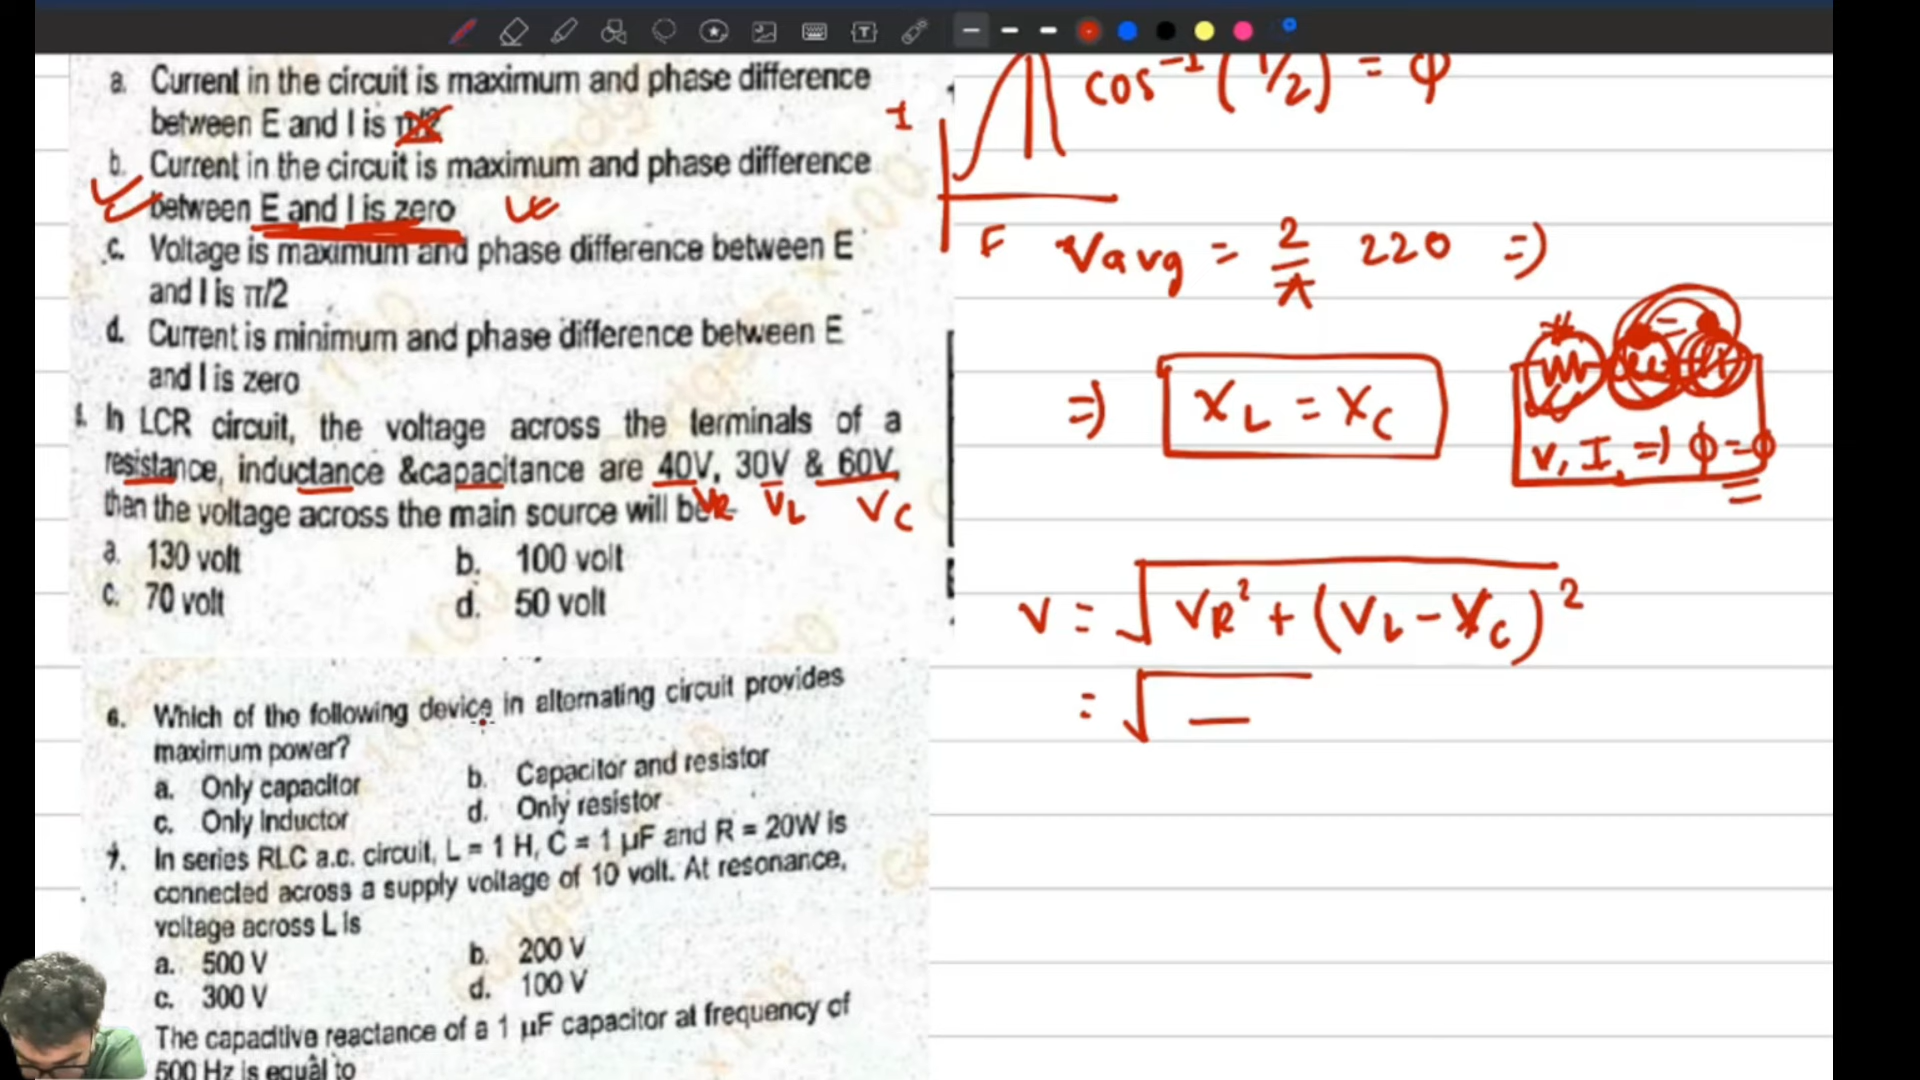 a. Current in the circuit is maximum and phase difference
between E and I is π/2
b. Current in the circuit is maximum and phase difference
between E and I is zero
c. Voltage is maximum and phase difference between E
and I is π/2
d. Current is minimum and phase difference between E
and I is zero
In LCR circuit, the voltage across the terminals of a
resistance, inductance &capacitance are 40V, 30V & 60V,
then the voltage across the main source will be
VR VL VC
a. 130 volt b. 100 volt
c. 70 volt d. 50 volt
6. Which of the following device in alternating circuit provides
maximum power?
a. Only capacitor b. Capacitor and resistor
c. Only Inductor d. Only resistor
7. In series RLC a.c. circuit, L = 1 H, C = 1 μF and R = 20W is
connected across a supply voltage of 10 volt. At resonance,
voltage across L is
a. 500 V b. 200 V
c. 300 V d. 100 V
The capacitive reactance of a 1 μF capacitor at frequency of
500 Hz is equal to
cos⁻¹ (1/2) = φ
I
F
Vavg = 2/π 220 ⇒
⇒ XL = XC
V, I, ⇒ φ = φ
V = √VR² + (VL - VC)²
= √